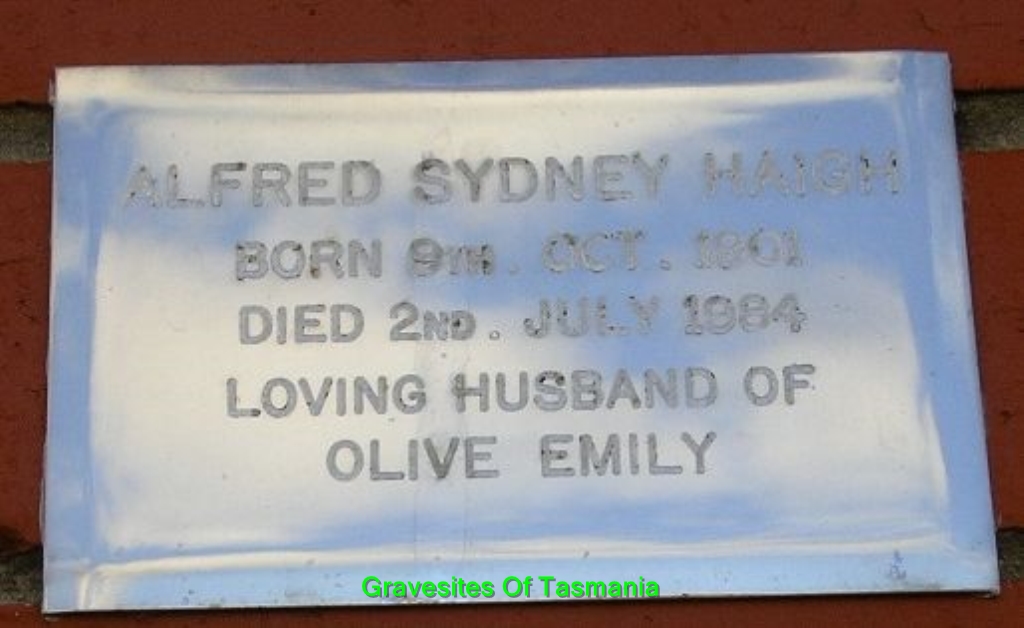 ALFRED SYDNEY HAIGH
BORN 9TH. OCT. 1901
DIED 2ND. JULY 1984
LOVING HUSBAND OF
OLIVE EMILY
Gravesites Of Tasmania